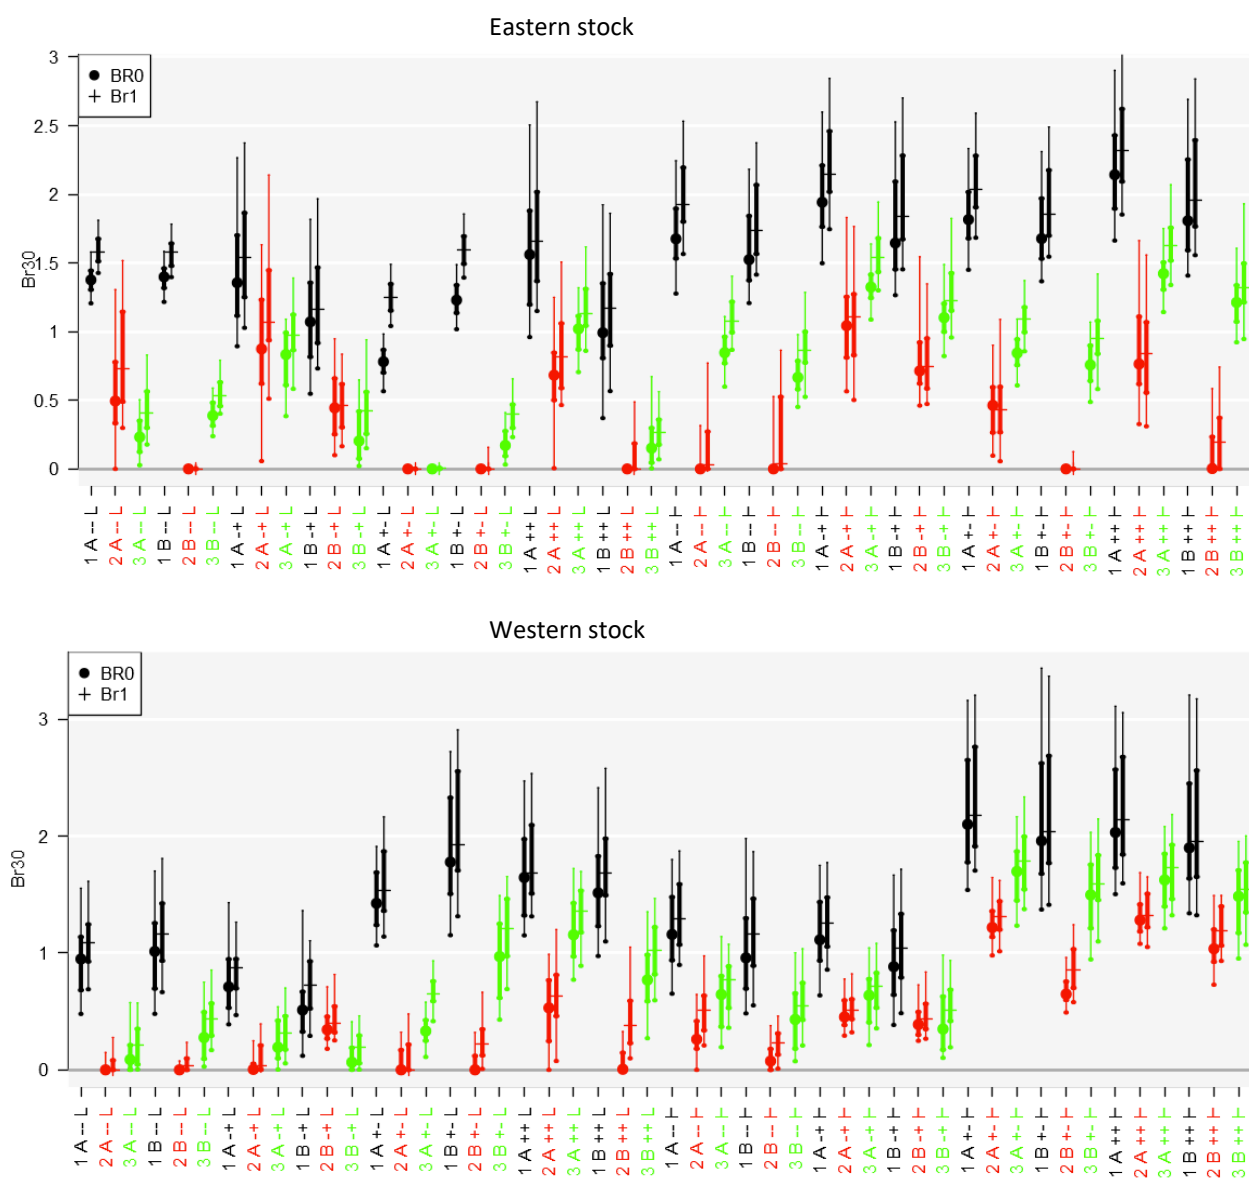 Eastern stock
BR0
Br1
Br30
3
2.5
2
1.5
1
0.5
0
1 A -- L
2 A -- L
3 A -- L
1 B -- L
2 B -- L
3 B -- L
1 A -+ L
2 A -+ L
3 A -+ L
1 B -+ L
2 B -+ L
3 B -+ L
1 A +- L
2 A +- L
3 A +- L
1 B +- L
2 B +- L
3 B +- L
1 A ++ L
2 A ++ L
3 A ++ L
1 B ++ L
2 B ++ L
3 B ++ L
1 A -- H
2 A -- H
3 A -- H
1 B -- H
2 B -- H
3 B -- H
1 A -+ H
2 A -+ H
3 A -+ H
1 B -+ H
2 B -+ H
3 B -+ H
1 A +- H
2 A +- H
3 A +- H
1 B +- H
2 B +- H
3 B +- H
1 A ++ H
2 A ++ H
3 A ++ H
1 B ++ H
2 B ++ H
3 B ++ H
Western stock
BR0
Br1
Br30
3
2
1
0
1 A -- L
2 A -- L
3 A -- L
1 B -- L
2 B -- L
3 B -- L
1 A -+ L
2 A -+ L
3 A -+ L
1 B -+ L
2 B -+ L
3 B -+ L
1 A +- L
2 A +- L
3 A +- L
1 B +- L
2 B +- L
3 B +- L
1 A ++ L
2 A ++ L
3 A ++ L
1 B ++ L
2 B ++ L
3 B ++ L
1 A -- H
2 A -- H
3 A -- H
1 B -- H
2 B -- H
3 B -- H
1 A -+ H
2 A -+ H
3 A -+ H
1 B -+ H
2 B -+ H
3 B -+ H
1 A +- H
2 A +- H
3 A +- H
1 B +- H
2 B +- H
3 B +- H
1 A ++ H
2 A ++ H
3 A ++ H
1 B ++ H
2 B ++ H
3 B ++ H